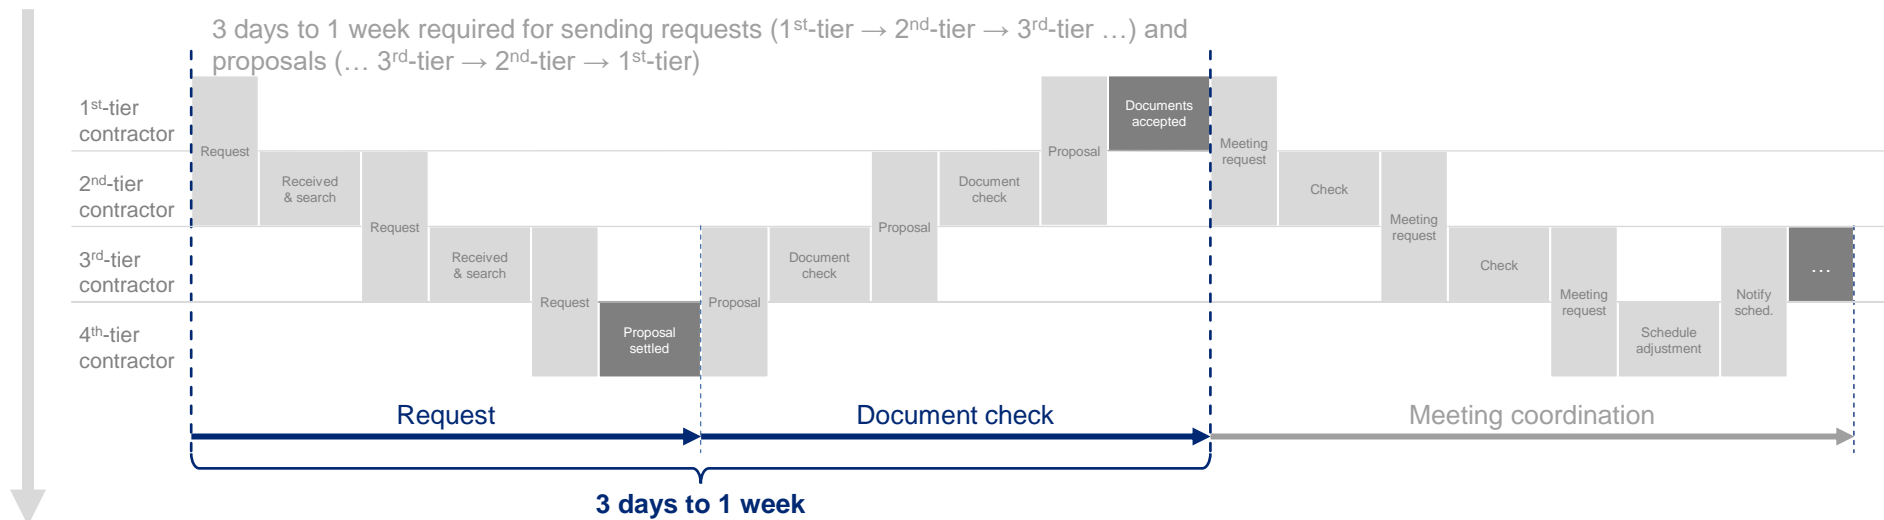 3 days to 1 week required for sending requests (1st-tier → 2nd-tier → 3rd-tier …) and
proposals (… 3rd-tier → 2nd-tier → 1st-tier)
1st-tier
contractor
2nd-tier
contractor
3rd-tier
contractor
4th-tier
contractor
Request
Received
& search
Request
Received
& search
Request
Proposal
settled
Proposal
Document
check
Proposal
Document
check
Proposal
Documents
accepted
Meeting
request
Check
Meeting
request
Check
Meeting
request
Schedule
adjustment
Notify
sched.
…
Request
Document check
Meeting coordination
3 days to 1 week